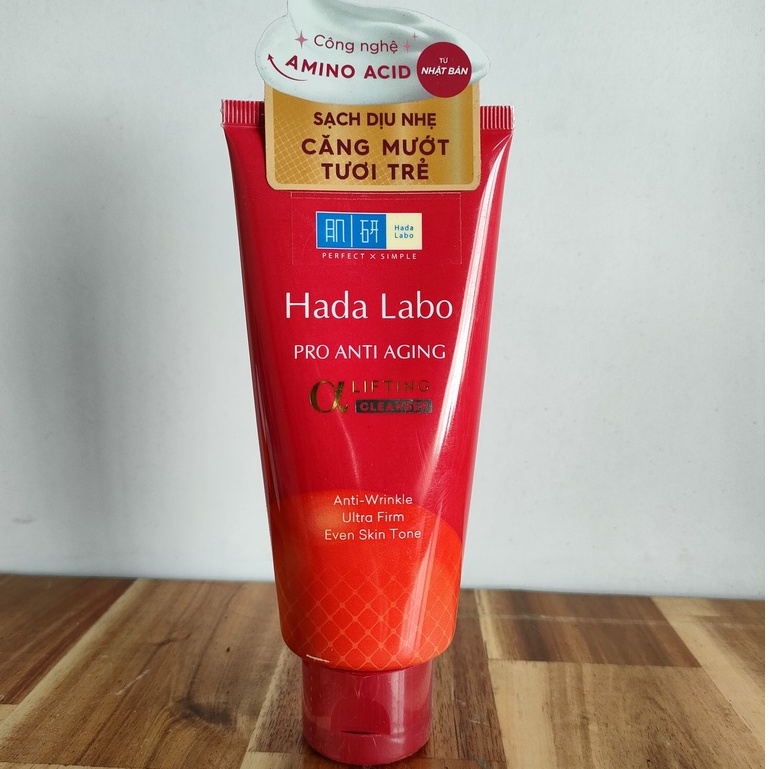 Công nghệ
AMINO ACID
TỪ
NHẬT BẢN
SẠCH DỊU NHẸ
CĂNG MƯỚT
TƯƠI TRẺ
肌研
Hada
Labo
PERFECT × SIMPLE
Hada Labo
PRO ANTI AGING
α LIFTING
CLEANSER
Anti-Wrinkle
Ultra Firm
Even Skin Tone